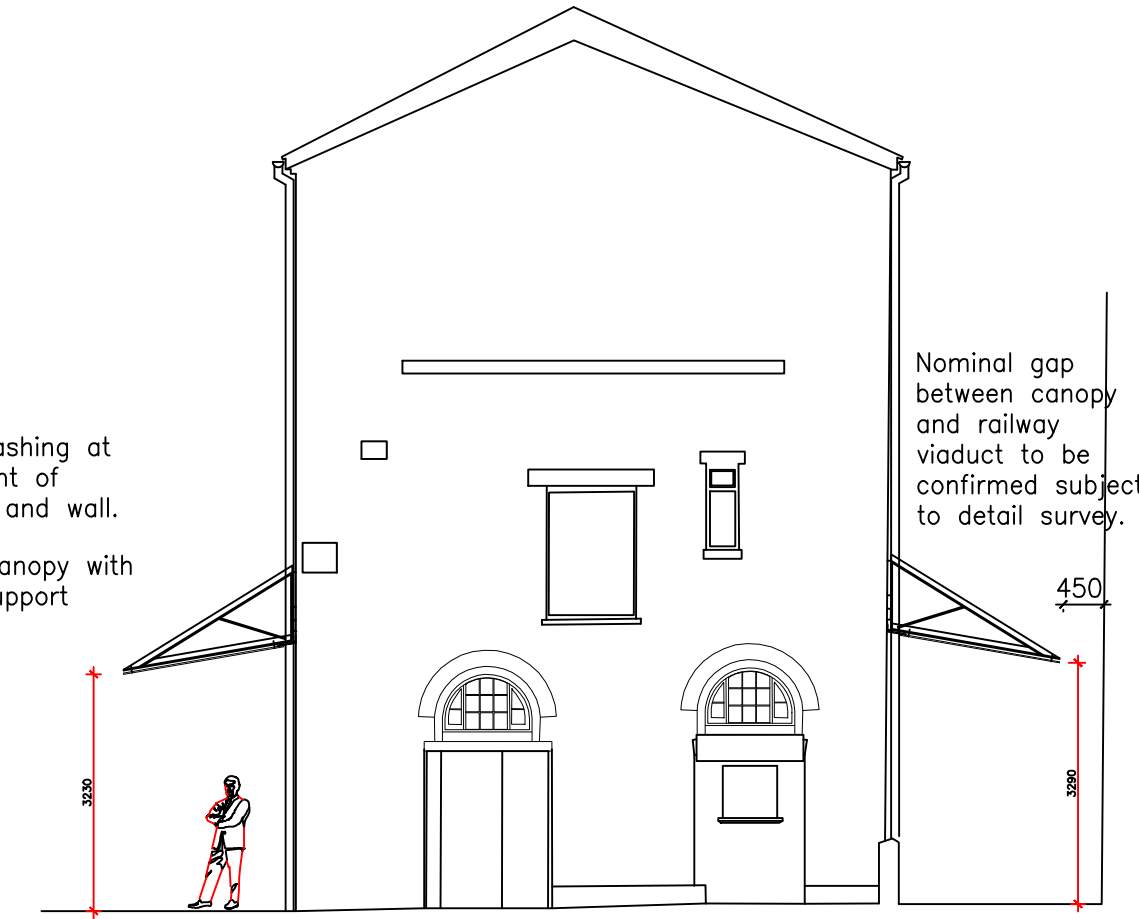 ashing at
nt of
and wall.
anopy with
upport
Nominal gap
between canopy
and railway
viaduct to be
confirmed subject
to detail survey.
450
3230
3290